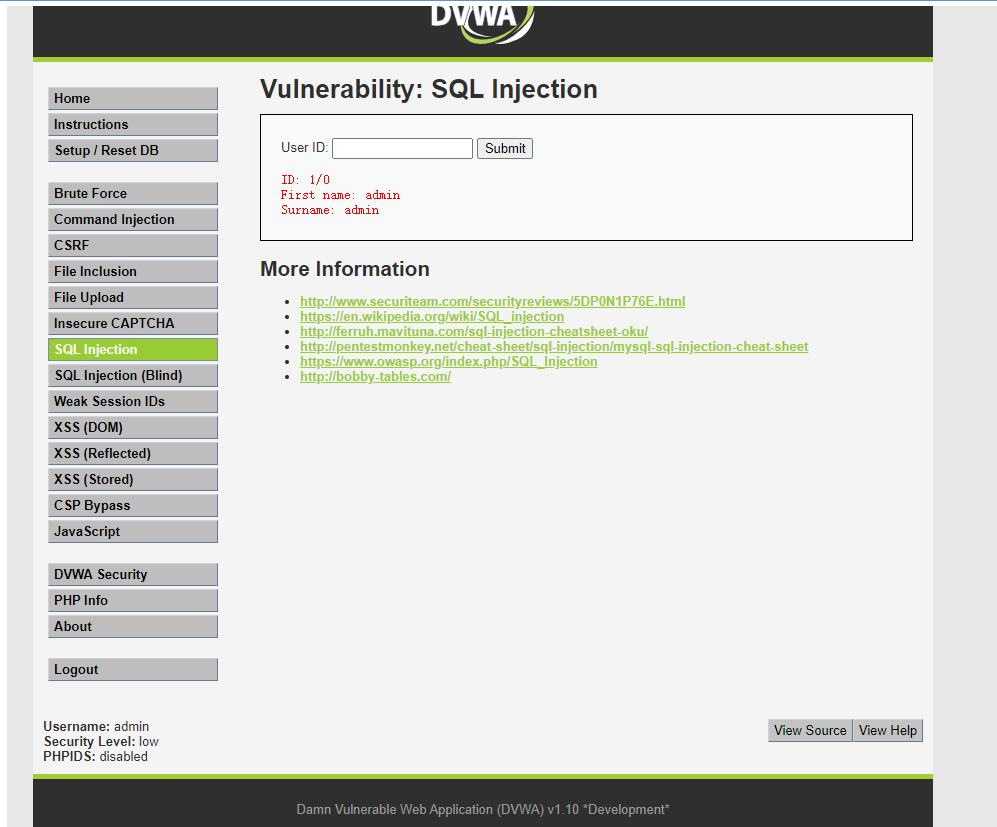 DVWA
Vulnerability: SQL Injection
Home
Instructions
Setup / Reset DB
Brute Force
Command Injection
CSRF
File Inclusion
File Upload
Insecure CAPTCHA
SQL Injection
SQL Injection (Blind)
Weak Session IDs
XSS (DOM)
XSS (Reflected)
XSS (Stored)
CSP Bypass
JavaScript
DVWA Security
PHP Info
About
Logout
User ID: Submit
ID: 1/0
First name: admin
Surname: admin
More Information
http://www.securiteam.com/securityreviews/5DP0N1P76E.html
https://en.wikipedia.org/wiki/SQL_injection
http://ferruh.mavituna.com/sql-injection-cheatsheet-oku/
http://pentestmonkey.net/cheat-sheet/sql-injection/mysql-sql-injection-cheat-sheet
https://www.owasp.org/index.php/SQL_Injection
http://bobby-tables.com/
Username: admin
Security Level: low
PHPIDS: disabled
View Source View Help
Damn Vulnerable Web Application (DVWA) v1.10 *Development*